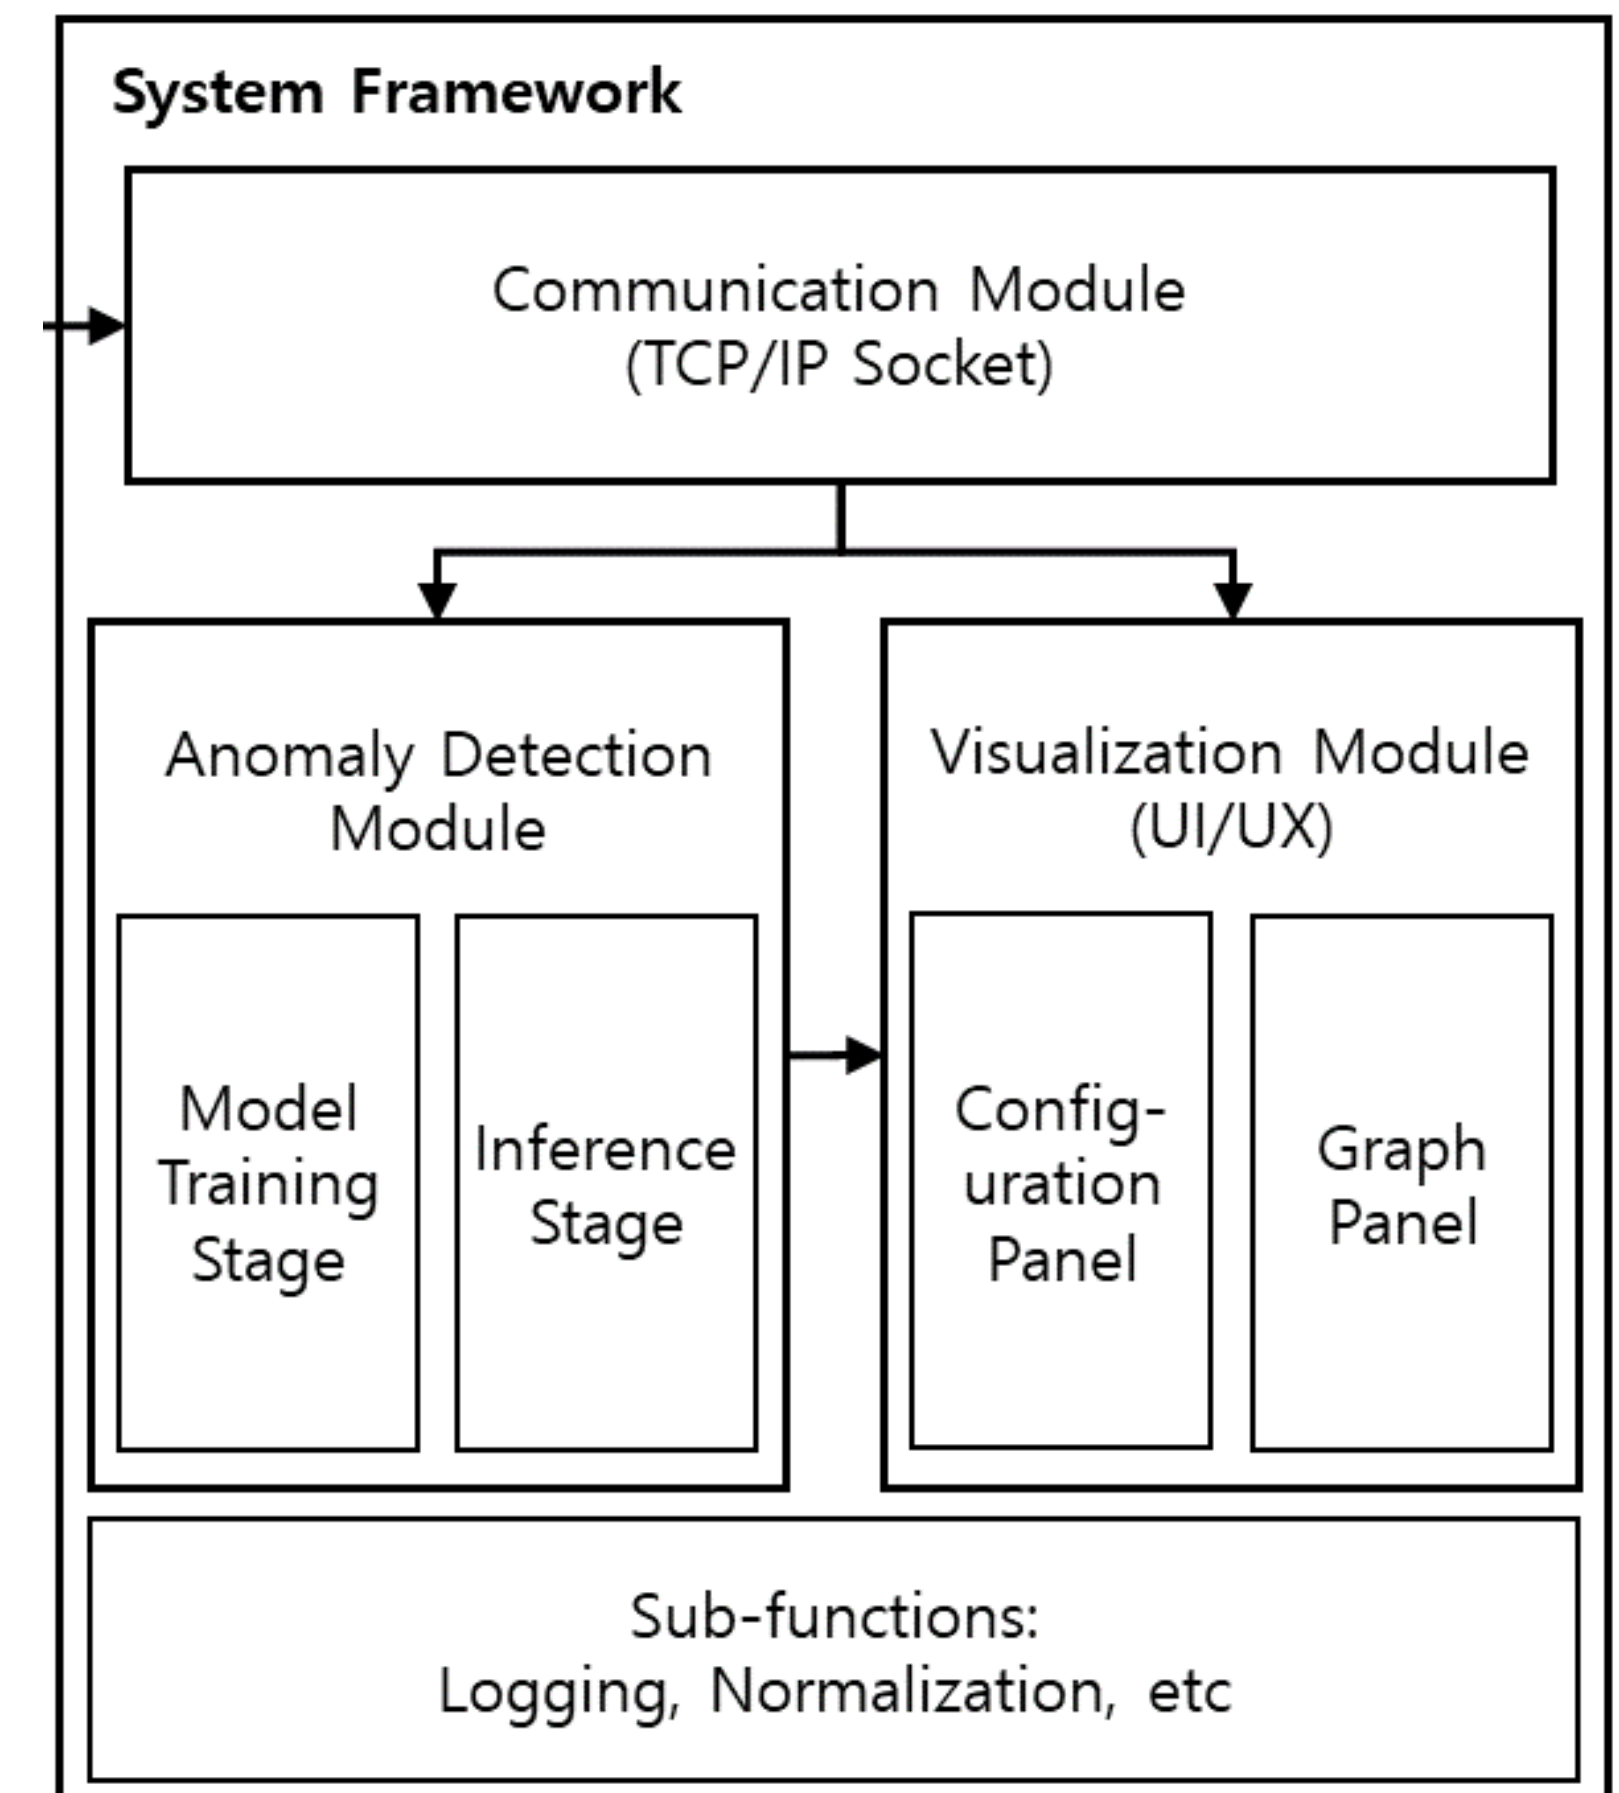 System Framework
Communication Module
(TCP/IP Socket)
Anomaly Detection
Module
Model
Training
Stage
Inference
Stage
Visualization Module
(UI/UX)
Config-
uration
Panel
Graph
Panel
Sub-functions:
Logging, Normalization, etc